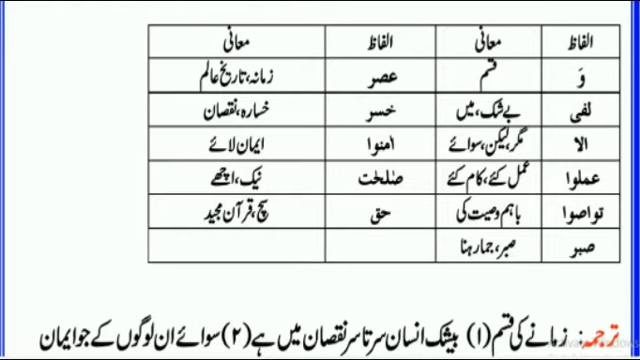 الفاظ معانی الفاظ معانی
وَ قسم عصر زمانہ، تاریخ عالم
لفی بے شک، میں خسر خسارہ، نقصان
الا مگر، لیکن، سوائے اٰمنوا ایمان لائے
عملوا عمل کئے، کام کئے صٰلحٰت نیک، اچھے
تواصوا باہم وصیت کی حق سچ، قرآن مجید
صبر صبر، جمارہنا
ترجمہ: زمانے کی قسم (۱) بیشک انسان سرتاسر نقصان میں ہے (۲) سوائے ان لوگوں کے جو ایمان